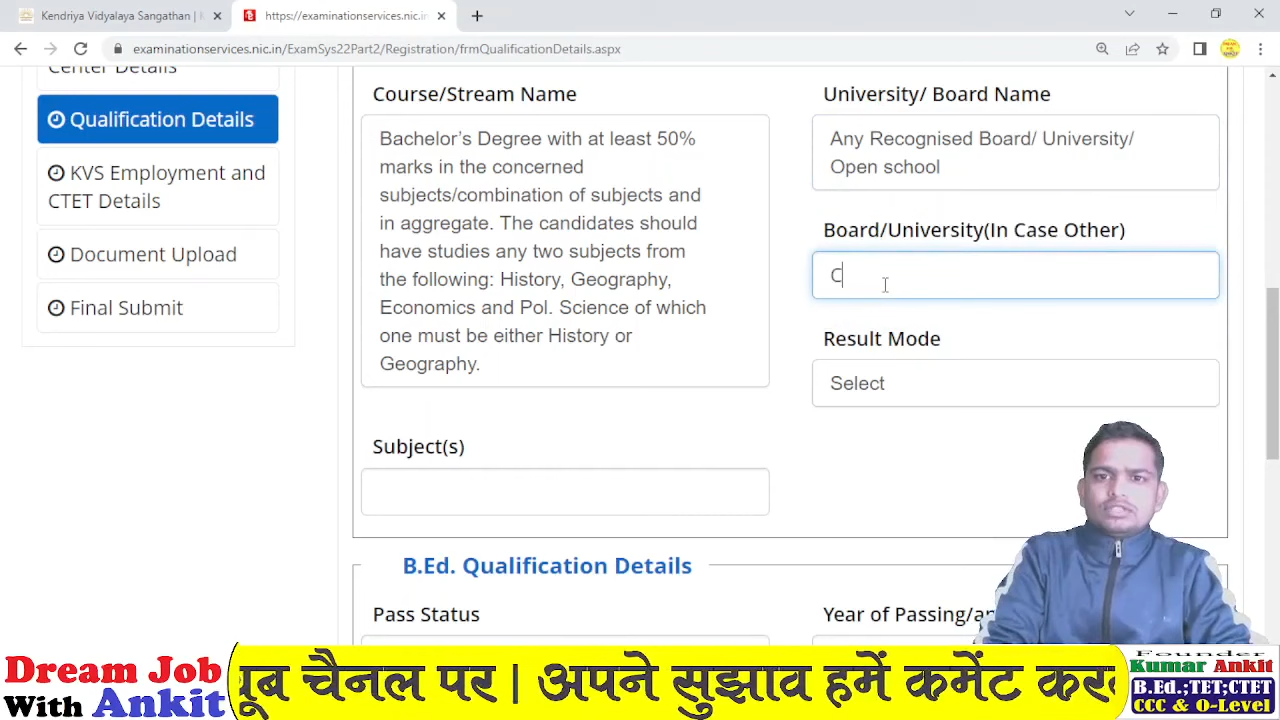 Kendriya Vidyalaya Sangathan |
https://examinationservices.nic.in
examinationservices.nic.in/ExamSys22Part2/Registration/frmQualificationDetails.aspx
Center Details
Qualification Details
KVS Employment and
CTET Details
Document Upload
Final Submit
Course/Stream Name
Bachelor’s Degree with at least 50%
marks in the concerned
subjects/combination of subjects and
in aggregate. The candidates should
have studies any two subjects from
the following: History, Geography,
Economics and Pol. Science of which
one must be either History or
Geography.
University/ Board Name
Any Recognised Board/ University/
Open school
Board/University(In Case Other)
C
Result Mode
Select
Subject(s)
B.Ed. Qualification Details
Pass Status
Year of Passing/
Dream Job
With Ankit
चैनल पर । अपने सुझाव हमें कमेंट
Founder
Kumar Ankit
B.Ed.;TET;CTET
CCC & O-Level